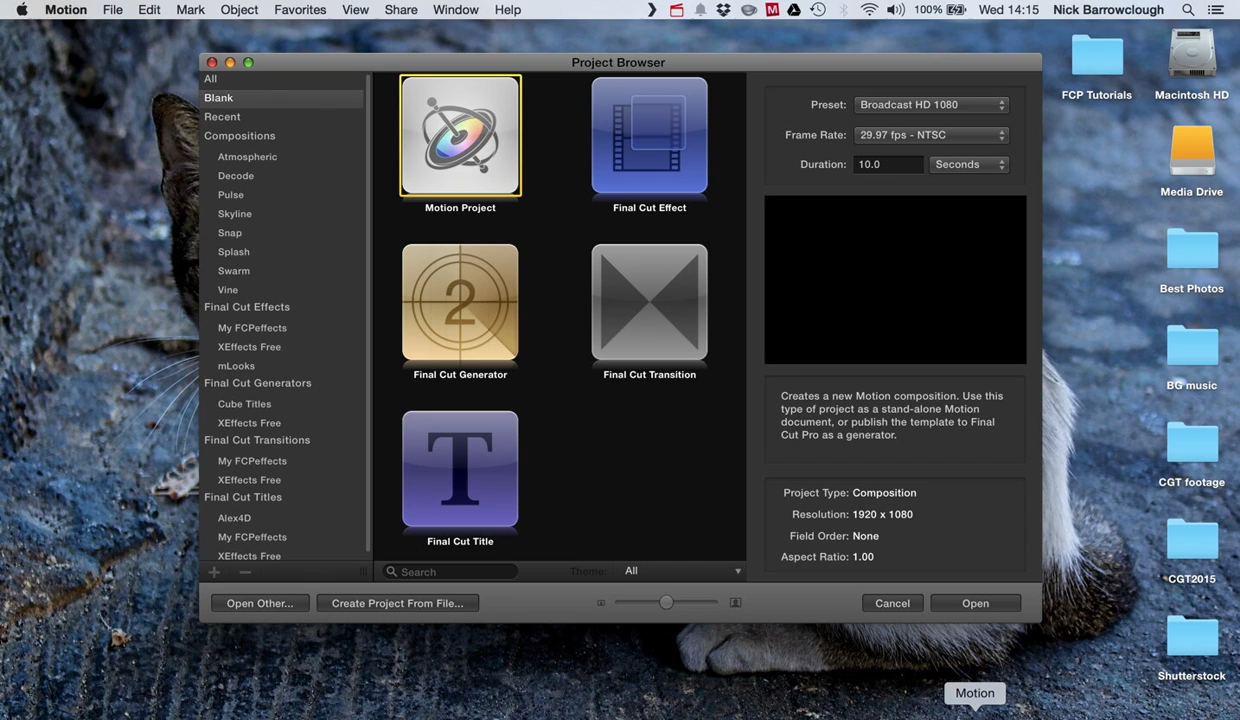 Motion File Edit Mark Object Favorites View Share Window Help 100% Wed 14:15 Nick Barrowclough
Project Browser
All
Blank
Recent
Compositions
Atmospheric
Decode
Pulse
Skyline
Snap
Splash
Swarm
Vine
Final Cut Effects
My FCPeffects
XEffects Free
mLooks
Final Cut Generators
Cube Titles
XEffects Free
Final Cut Transitions
My FCPeffects
XEffects Free
Final Cut Titles
Alex4D
My FCPeffects
XEffects Free
Motion Project
Final Cut Effect
2
Final Cut Generator
Final Cut Transition
T
Final Cut Title
Search
Theme: All
Preset: Broadcast HD 1080
Frame Rate: 29.97 fps - NTSC
Duration: 10.0 Seconds
Creates a new Motion composition. Use this
type of project as a stand-alone Motion
document, or publish the template to Final
Cut Pro as a generator.
Project Type: Composition
Resolution: 1920 x 1080
Field Order: None
Aspect Ratio: 1.00
Open Other...
Create Project From File...
Cancel
Open
FCP Tutorials
Macintosh HD
Media Drive
Best Photos
BG music
CGT footage
CGT2015
Shutterstock
Motion